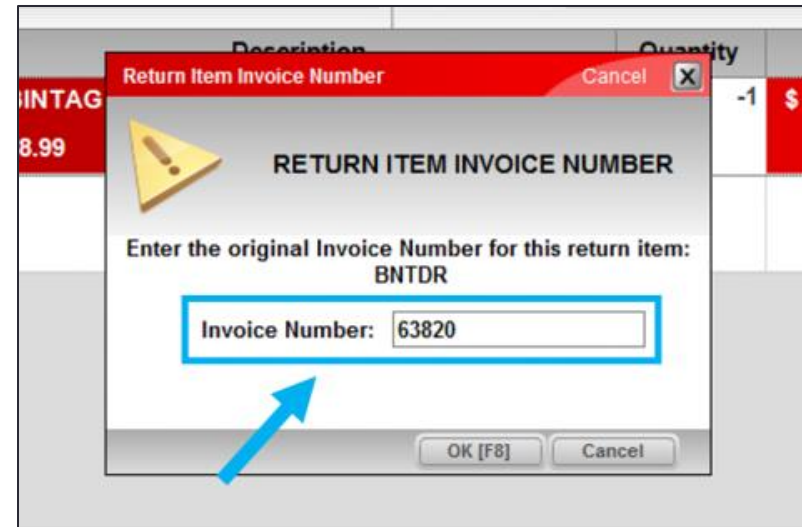 Description Quantity
Return Item Invoice Number Cancel X
BINTAG -1 $
8.99
RETURN ITEM INVOICE NUMBER
Enter the original Invoice Number for this return item:
BNTDR
Invoice Number: 63820
OK [F8] Cancel